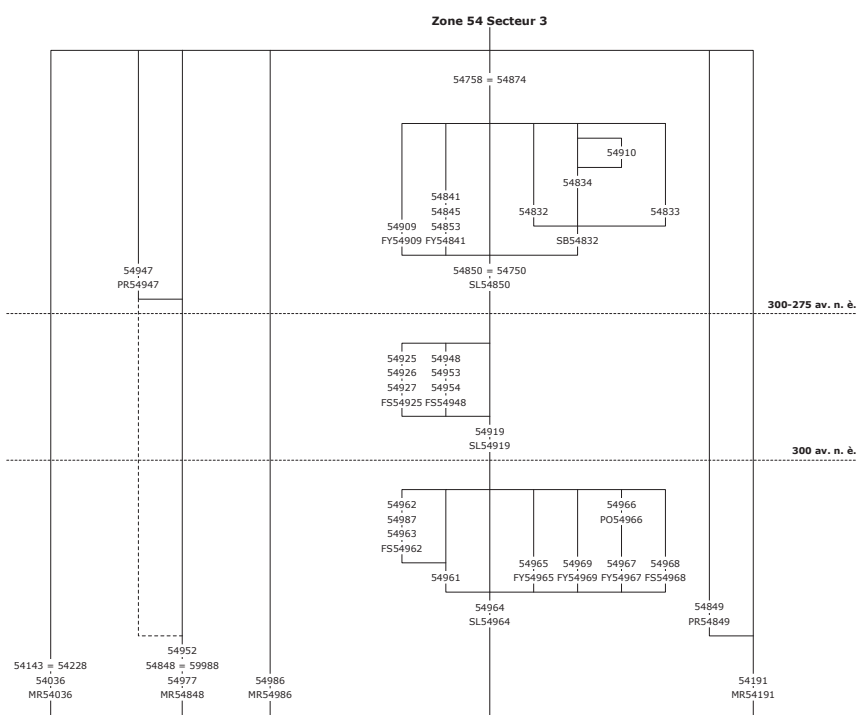 Zone 54 Secteur 3
54758 = 54874
54910
54834
54841
54845
54853
FY54841
54832
54833
54909
FY54909
SB54832
54947
PR54947
54850 = 54750
SL54850
300-275 av. n. è.
54925
54926
54927
FS54925
54948
54953
54954
FS54948
54919
SL54919
300 av. n. è.
54962
54987
54963
FS54962
54966
PO54966
54961
54965
FY54965
54969
FY54969
54967
FY54967
54968
FS54968
54964
SL54964
54849
PR54849
54143 = 54228
54036
MR54036
54952
54848 = 59988
54977
MR54848
54986
MR54986
54191
MR54191